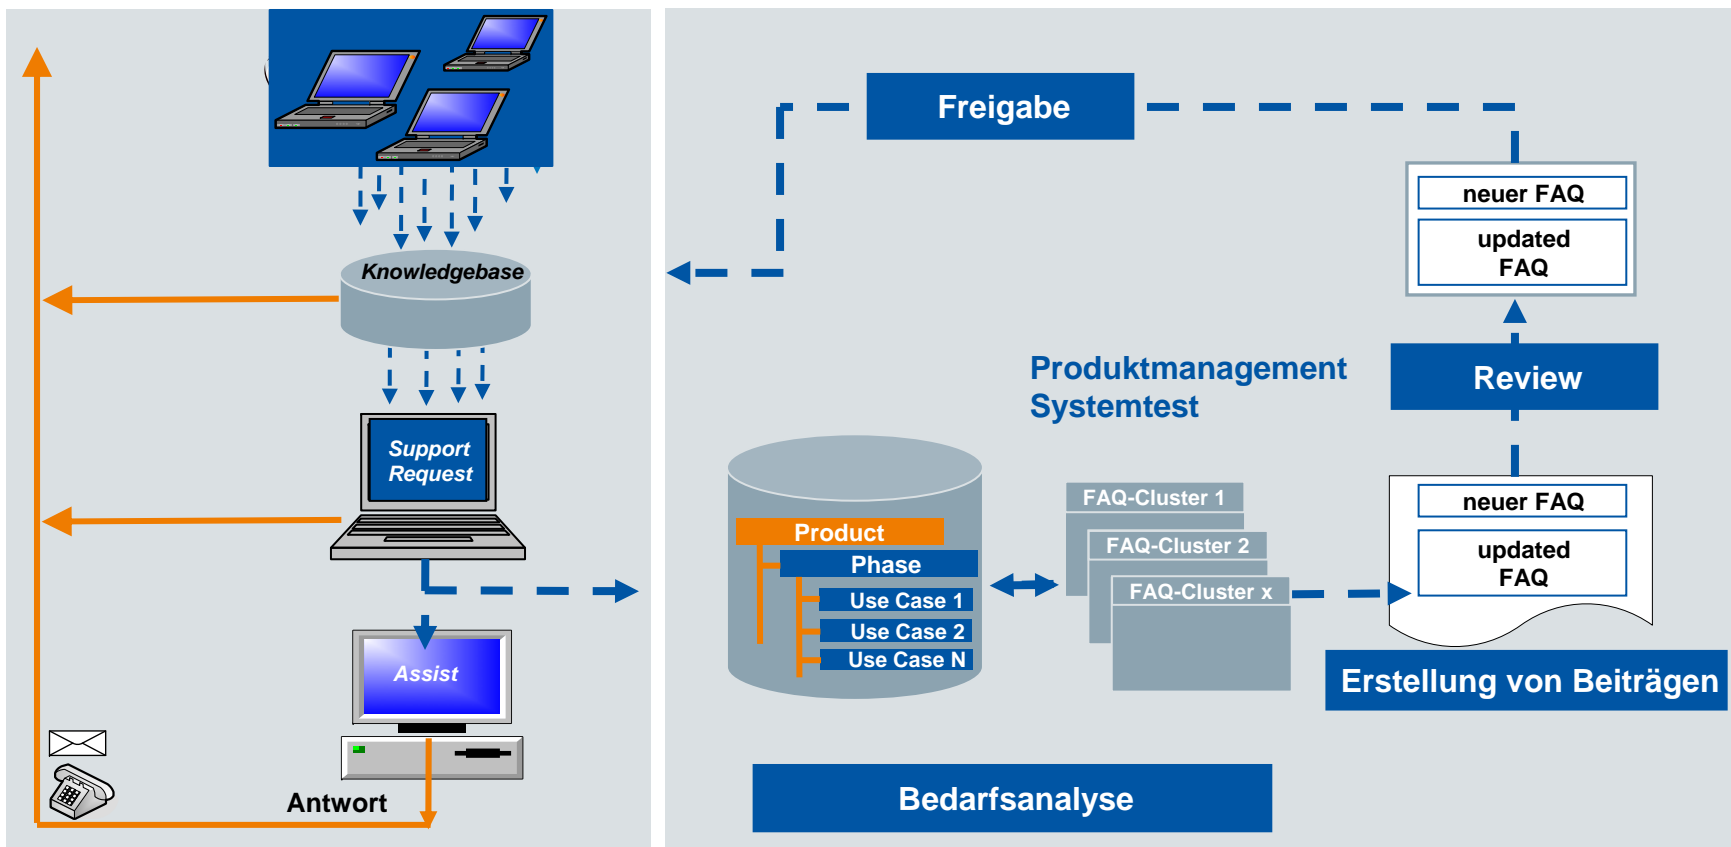 Knowledgebase
Support
Request
Assist
Antwort
Freigabe
neuer FAQ
updated
FAQ
Review
Produktmanagement
Systemtest
Product
Phase
Use Case 1
Use Case 2
Use Case N
FAQ-Cluster 1
FAQ-Cluster 2
FAQ-Cluster x
neuer FAQ
updated
FAQ
Erstellung von Beiträgen
Bedarfsanalyse